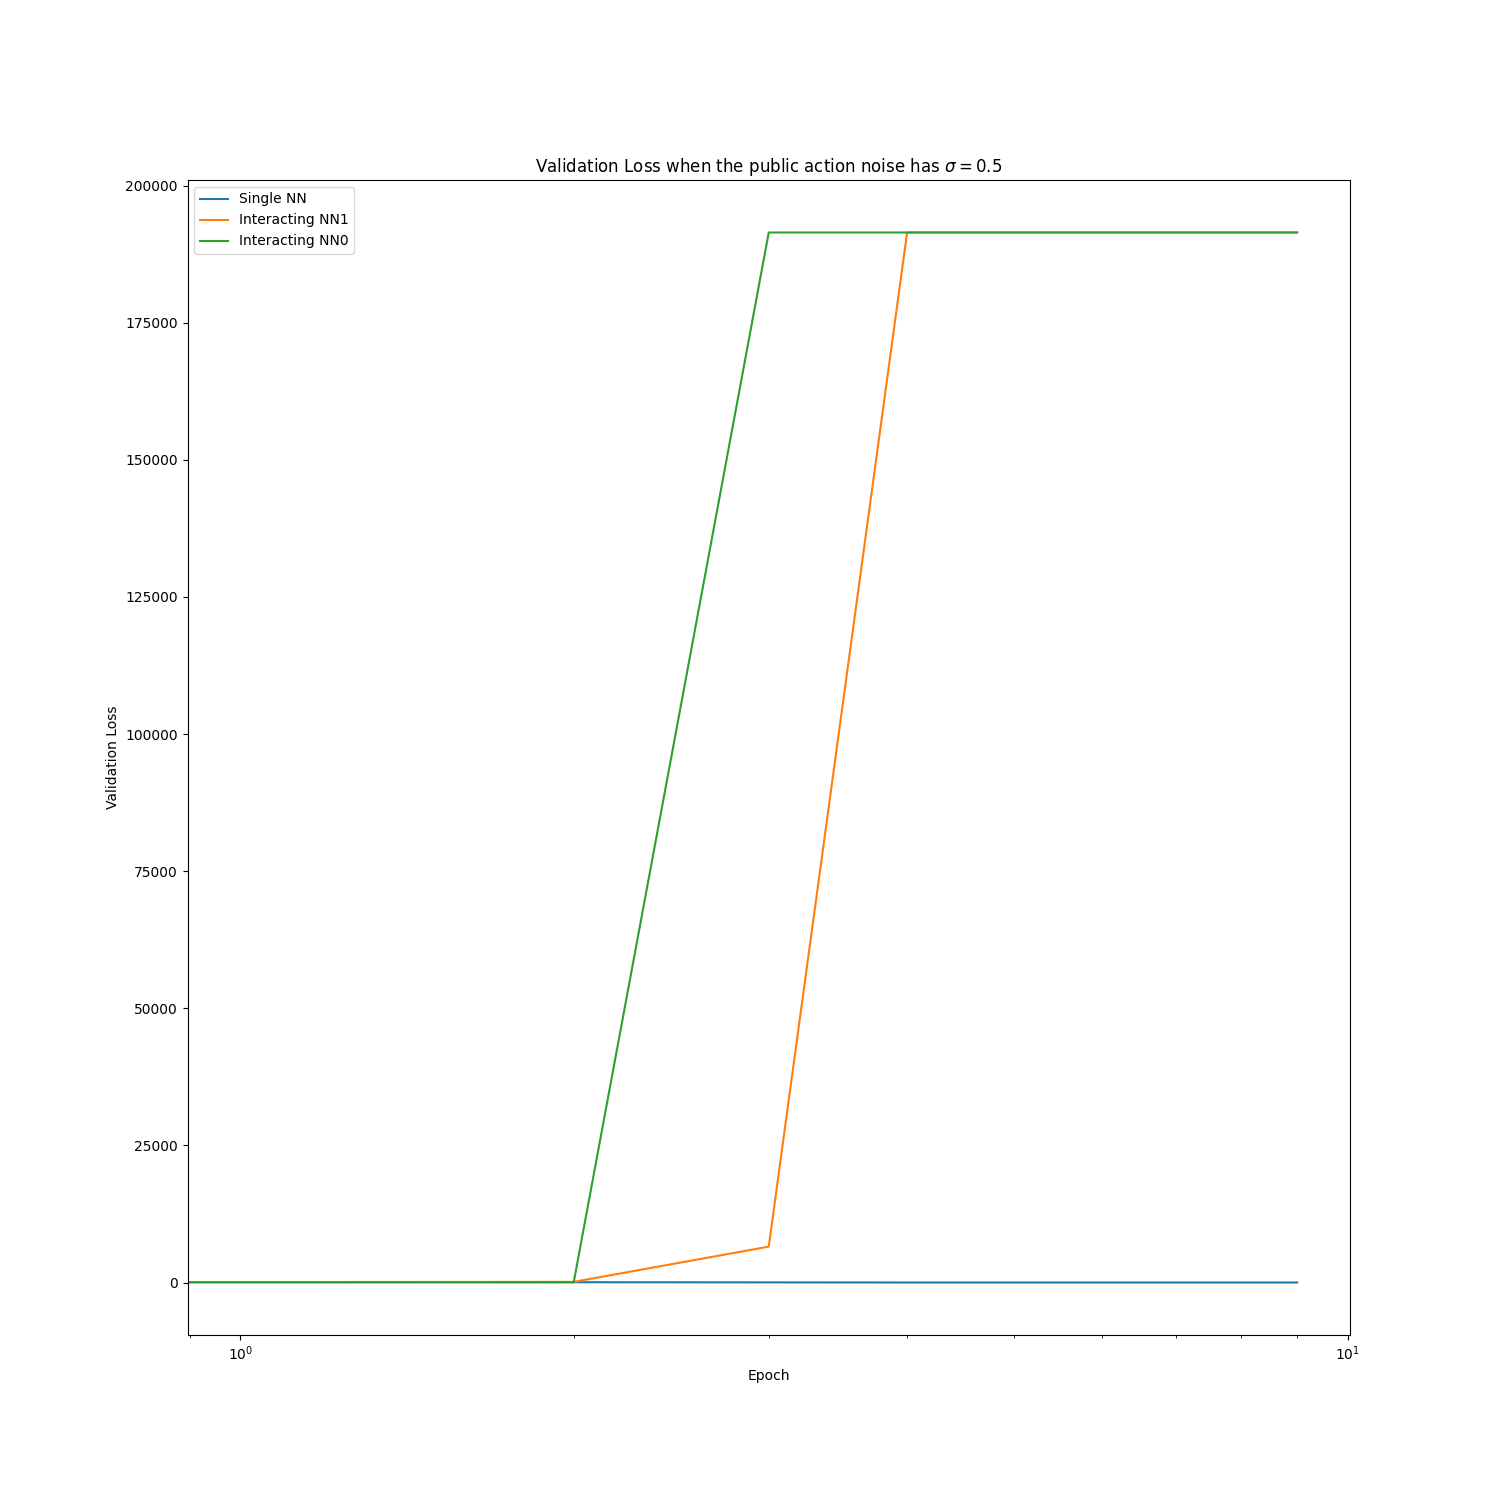 Validation Loss when the public action noise has σ = 0.5
200000
175000
150000
125000
100000
75000
50000
25000
0
Validation Loss
Single NN
Interacting NN1
Interacting NN0
10⁰
10¹
Epoch